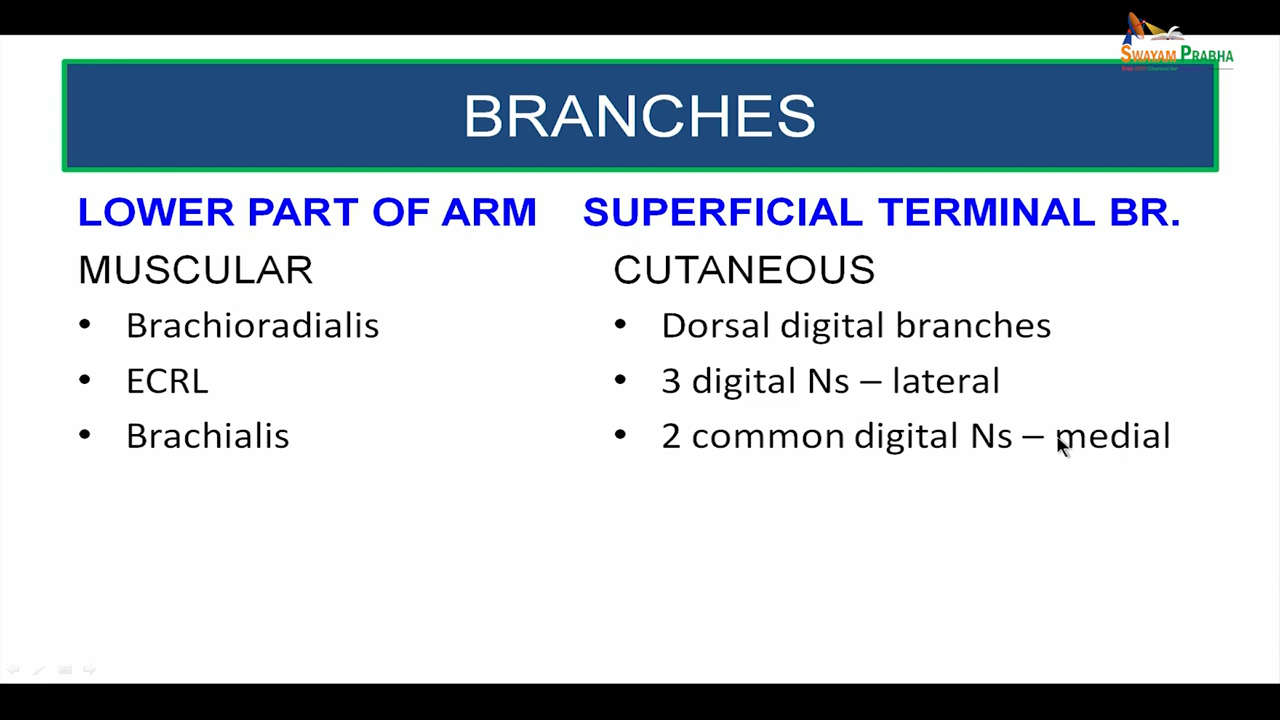 SWAYAM PRABHA
BRANCHES
LOWER PART OF ARM
MUSCULAR
• Brachioradialis
• ECRL
• Brachialis
SUPERFICIAL TERMINAL BR.
CUTANEOUS
• Dorsal digital branches
• 3 digital Ns – lateral
• 2 common digital Ns – medial